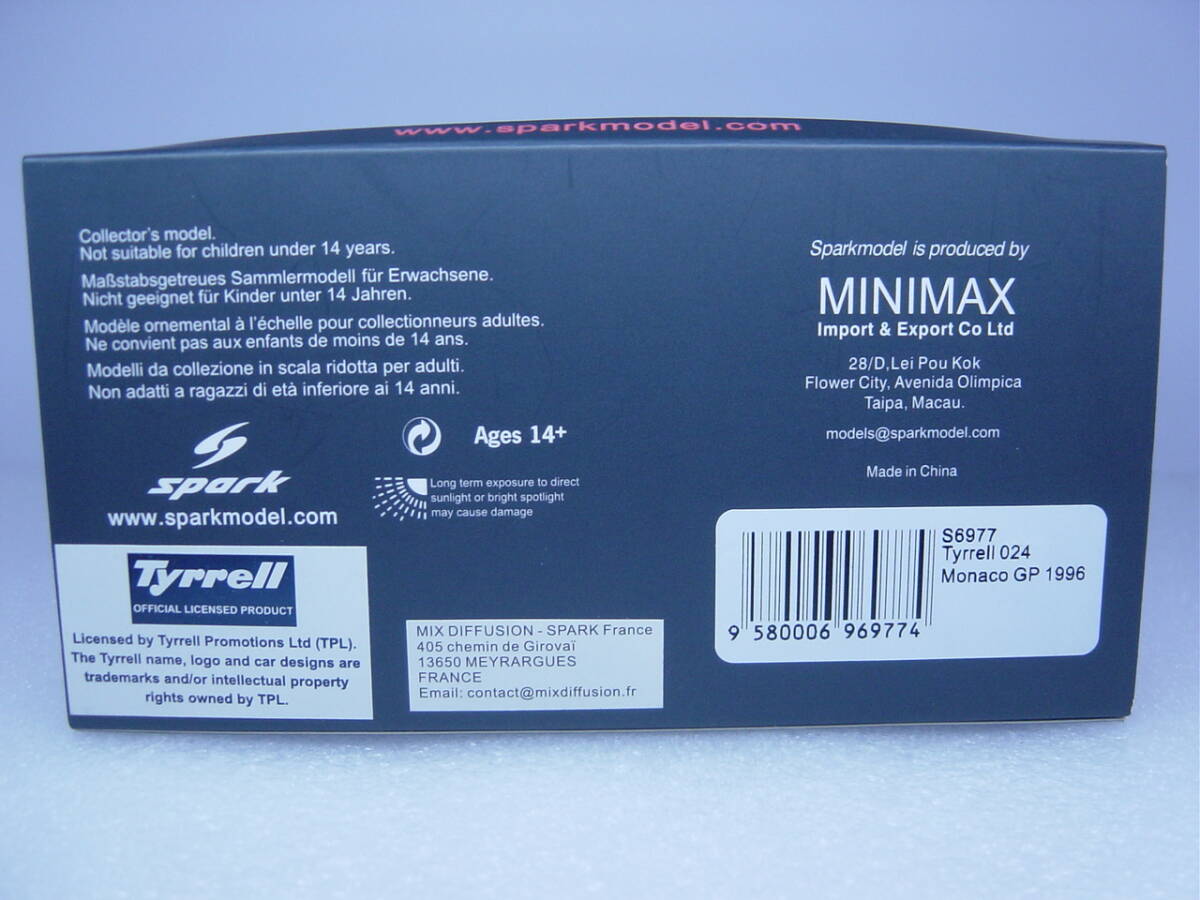 www.sparkmodel.com
Collector's model.
Not suitable for children under 14 years.
Maßstabsgetreues Sammlermodell für Erwachsene.
Nicht geeignet für Kinder unter 14 Jahren.
Modèle ornemental à l'échelle pour collectionneurs adultes.
Ne convient pas aux enfants de moins de 14 ans.
Modelli da collezione in scala ridotta per adulti.
Non adatti a ragazzi di età inferiore ai 14 anni.
Ages 14+
spark
www.sparkmodel.com
Long term exposure to direct
sunlight or bright spotlight
may cause damage
Tyrrell
OFFICIAL LICENSED PRODUCT
Licensed by Tyrrell Promotions Ltd (TPL).
The Tyrrell name, logo and car designs are
trademarks and/or intellectual property
rights owned by TPL.
MIX DIFFUSION - SPARK France
405 chemin de Girovaï
13650 MEYRARGUES
FRANCE
Email: contact@mixdiffusion.fr
Sparkmodel is produced by
MINIMAX
Import & Export Co Ltd
28/D,Lei Pou Kok
Flower City, Avenida Olimpica
Taipa, Macau.
models@sparkmodel.com
Made in China
S6977
Tyrrell 024
Monaco GP 1996
9 580006 969774